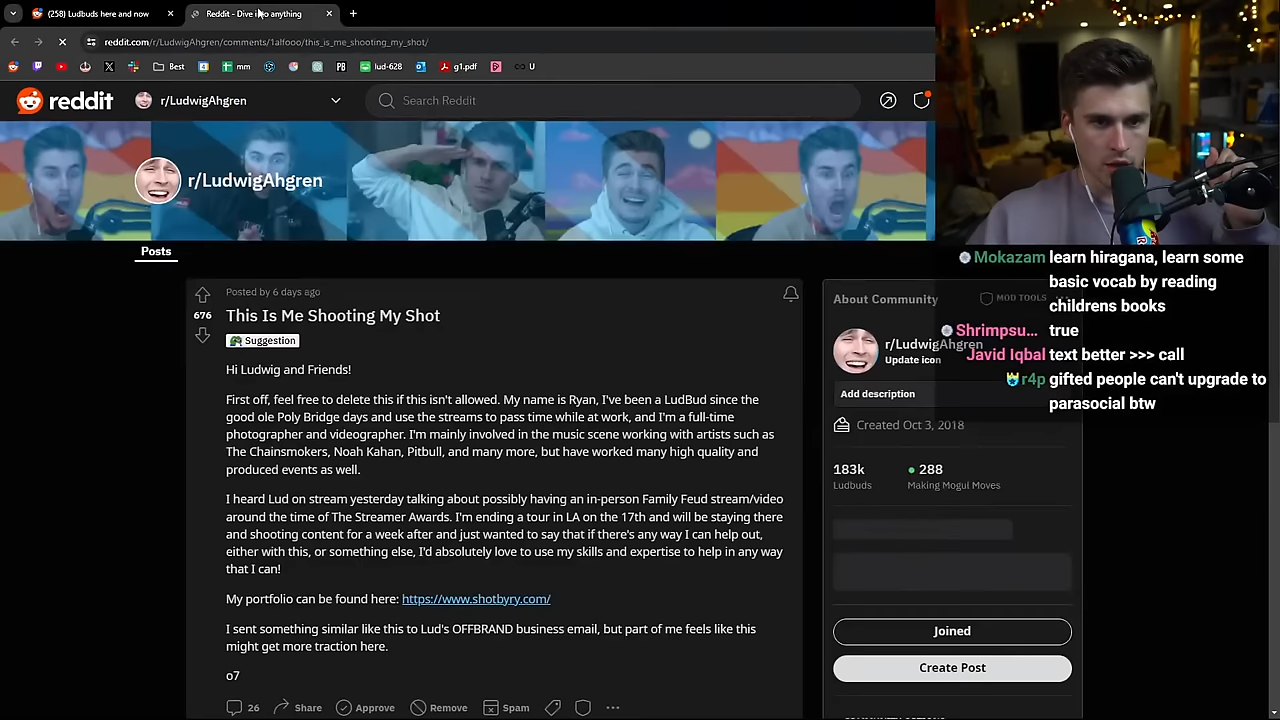 (258) Ludbuds here and now
Reddit - Dive into anything
reddit.com/r/LudwigAhgren/comments/1alfooo/this_is_me_shooting_my_shot/
Best
mm
lud-628
g1.pdf
U
reddit
r/LudwigAhgren
Search Reddit
r/LudwigAhgren
Posts
Posted by 6 days ago
676
This Is Me Shooting My Shot
Suggestion
Hi Ludwig and Friends!
First off, feel free to delete this if this isn't allowed. My name is Ryan, I've been a LudBud since the
good ole Poly Bridge days and use the streams to pass time while at work, and I'm a full-time
photographer and videographer. I'm mainly involved in the music scene working with artists such as
The Chainsmokers, Noah Kahan, Pitbull, and many more, but have worked many high quality and
produced events as well.
I heard Lud on stream yesterday talking about possibly having an in-person Family Feud stream/video
around the time of The Streamer Awards. I'm ending a tour in LA on the 17th and will be staying there
and shooting content for a week after and just wanted to say that if there's any way I can help out,
either with this, or something else, I'd absolutely love to use my skills and expertise to help in any way
that I can!
My portfolio can be found here: https://www.shotbyry.com/
I sent something similar like this to Lud's OFFBRAND business email, but part of me feels like this
might get more traction here.
o7
26
Share
Approve
Remove
Spam
About Community
MOD TOOLS
r/LudwigAhgren
Update icon
Add description
Created Oct 3, 2018
183k
288
Ludbuds
Making Mogul Moves
Joined
Create Post
Mokazam learn hiragana, learn some
basic vocab by reading
childrens books
Shrimpsu... true
Javid Iqbal text better >>> call
r4p gifted people can't upgrade to
parasocial btw